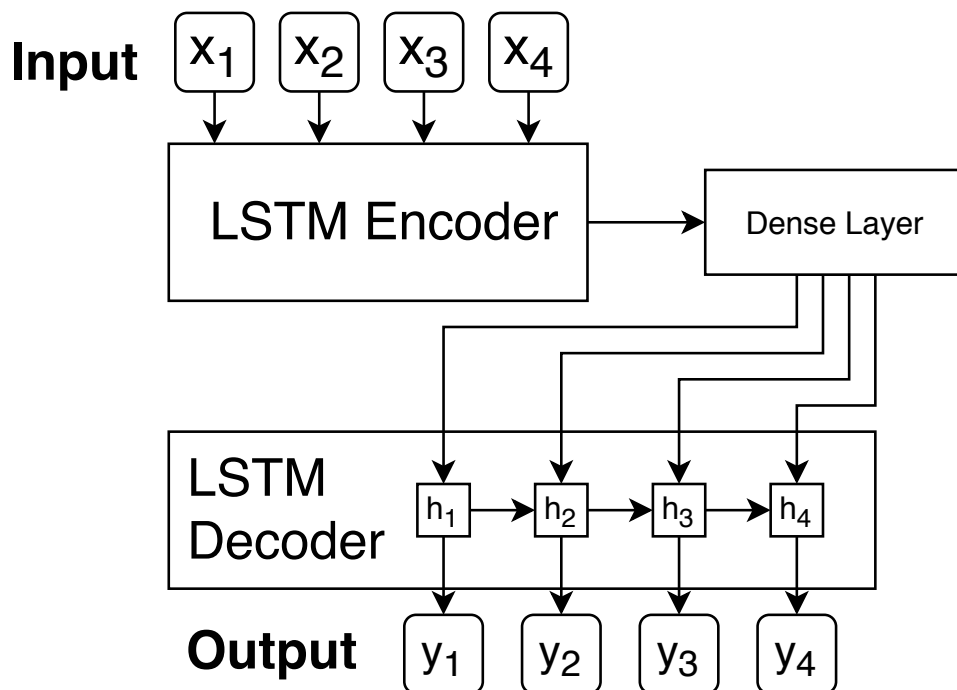 Input x₁ x₂ x₃ x₄
LSTM Encoder
Dense Layer
LSTM
Decoder
h₁ h₂ h₃ h₄
Output y₁ y₂ y₃ y₄